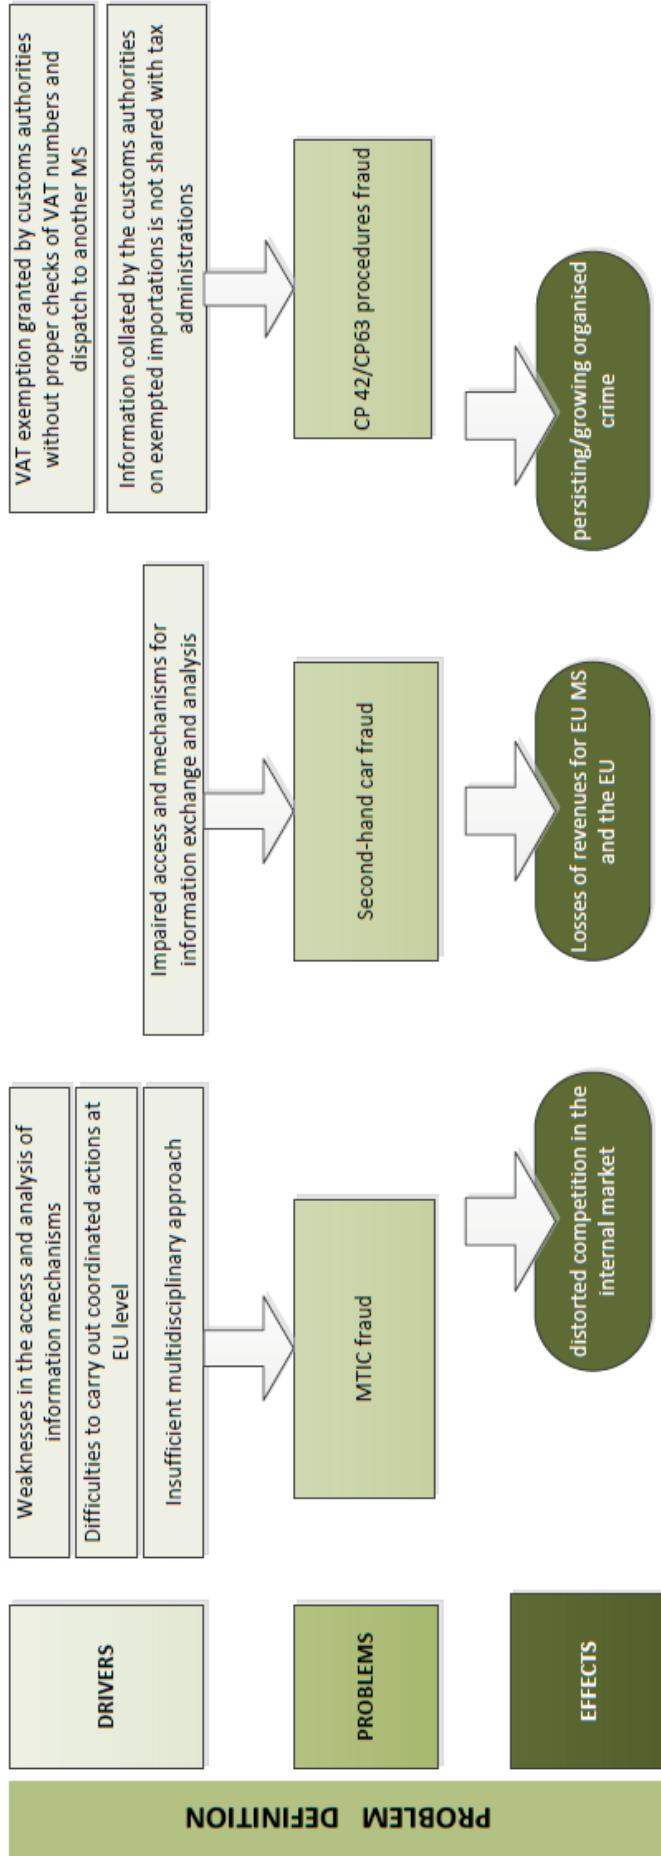 PROBLEM DEFINITION
DRIVERS
Weaknesses in the access and analysis of
information mechanisms
Difficulties to carry out coordinated actions at
EU level
Insufficient multidisciplinary approach
Impaired access and mechanisms for
information exchange and analysis
VAT exemption granted by customs authorities
without proper checks of VAT numbers and
dispatch to another MS
Information collated by the customs authorities
on exempted importations is not shared with tax
administrations
PROBLEMS
MTIC fraud
Second-hand car fraud
CP 42/CP63 procedures fraud
EFFECTS
distorted competition in the
internal market
Losses of revenues for EU MS
and the EU
persisting/growing organised
crime